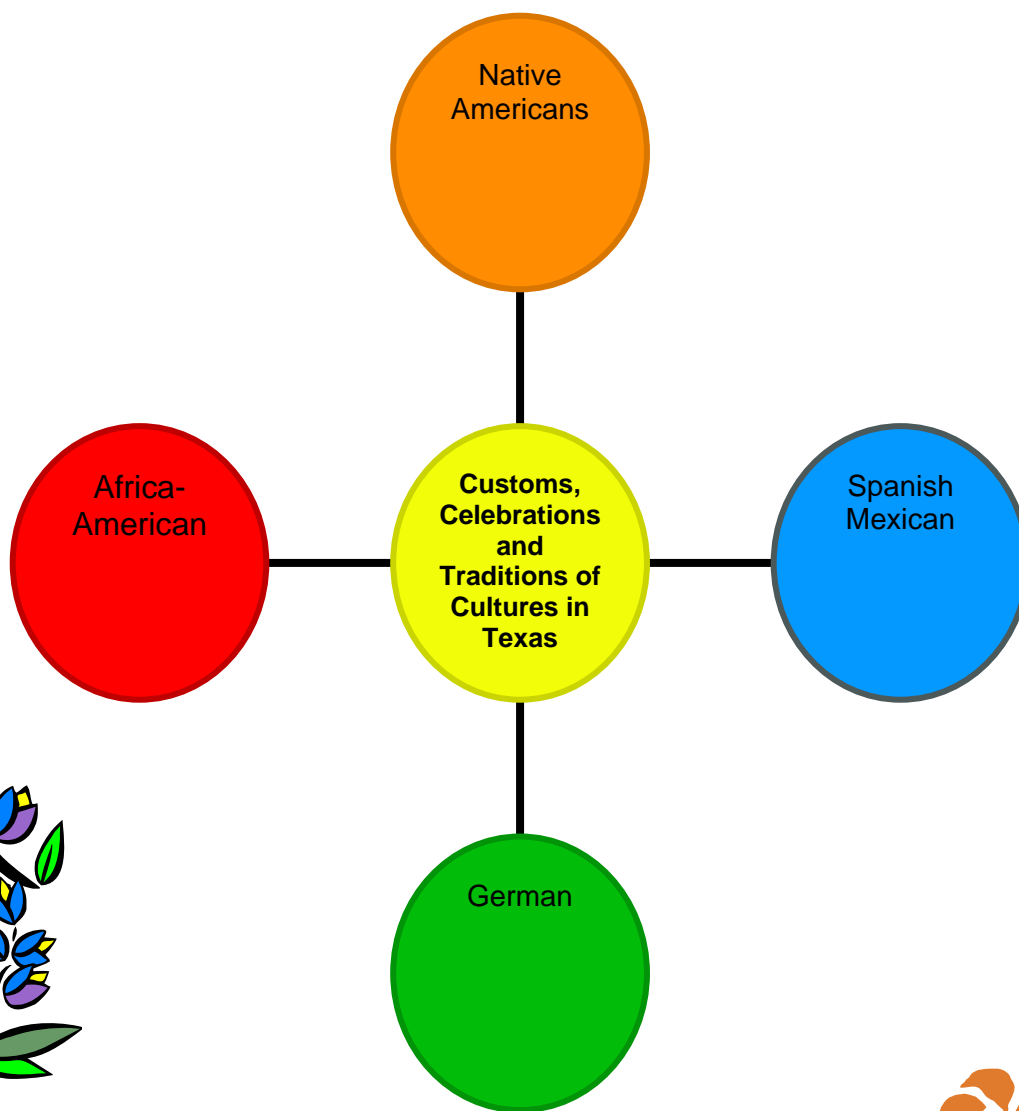 Native
Americans
Africa-
American
Customs,
Celebrations
and
Traditions of
Cultures in
Texas
Spanish
Mexican
German